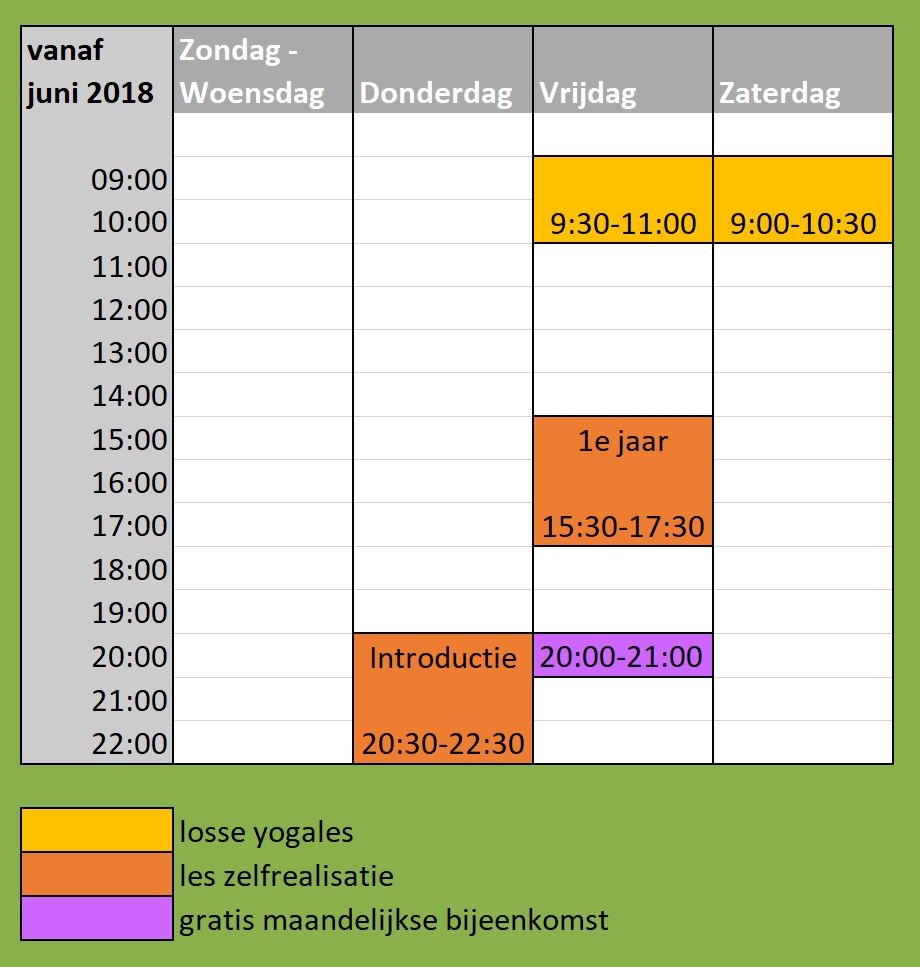 vanaf
juni 2018
Zondag -
Woensdag
Donderdag
Vrijdag
Zaterdag
09:00
10:00
9:30-11:00
9:00-10:30
11:00
12:00
13:00
14:00
15:00
1e jaar
16:00
17:00
15:30-17:30
18:00
19:00
20:00
Introductie
20:00-21:00
21:00
22:00
20:30-22:30
losse yogales
les zelfrealisatie
gratis maandelijkse bijeenkomst